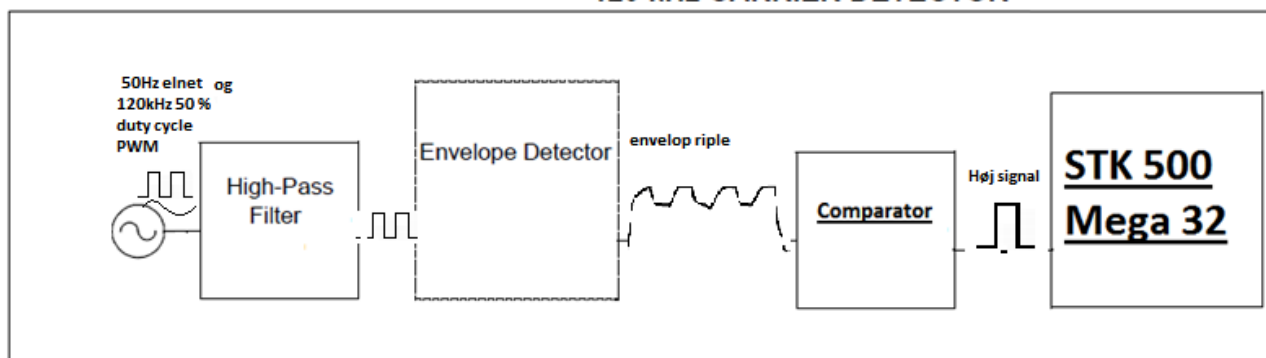 50Hz elnet og
120kHz 50 %
duty cycle
PWM
High-Pass
Filter
Envelope Detector
envelop riple
Comparator
Høj signal
STK 500
Mega 32